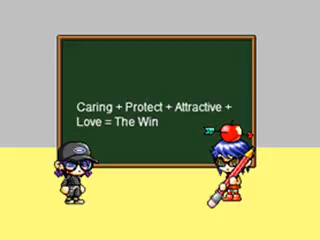 Caring + Protect + Attractive +
Love = The Win